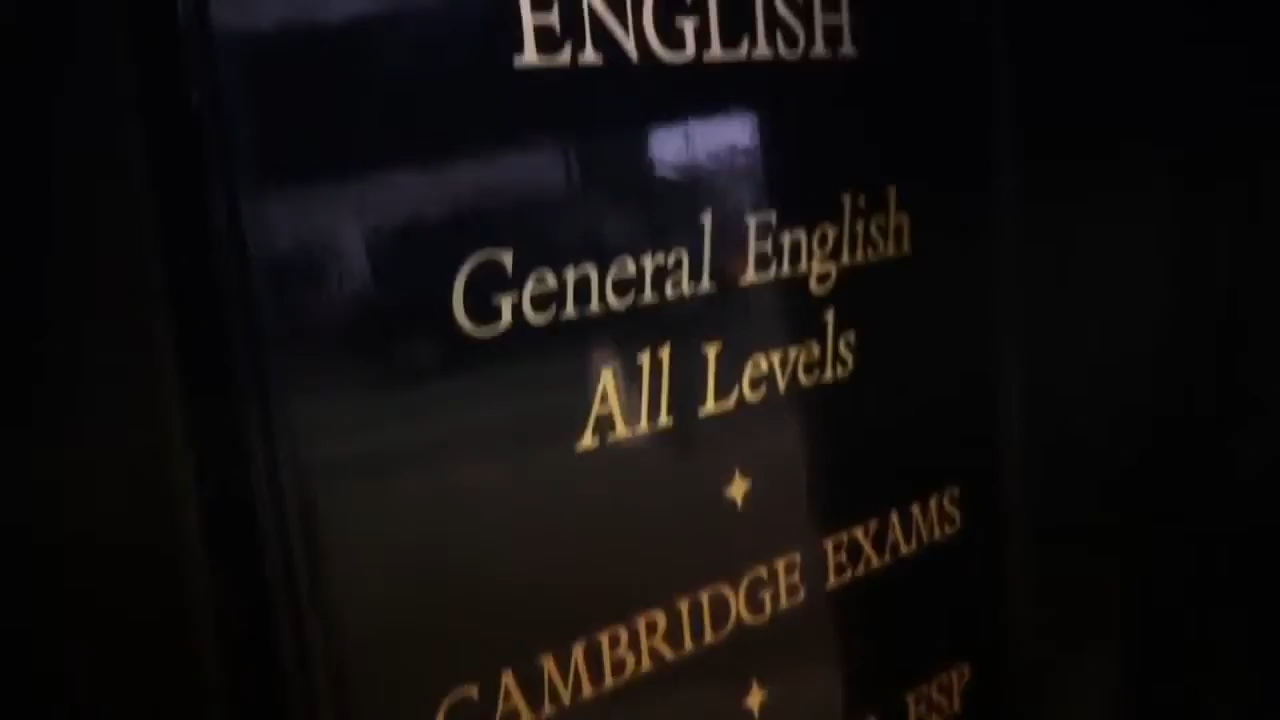 ENGLISH
General English
All Levels
CAMBRIDGE EXAMS
ESP